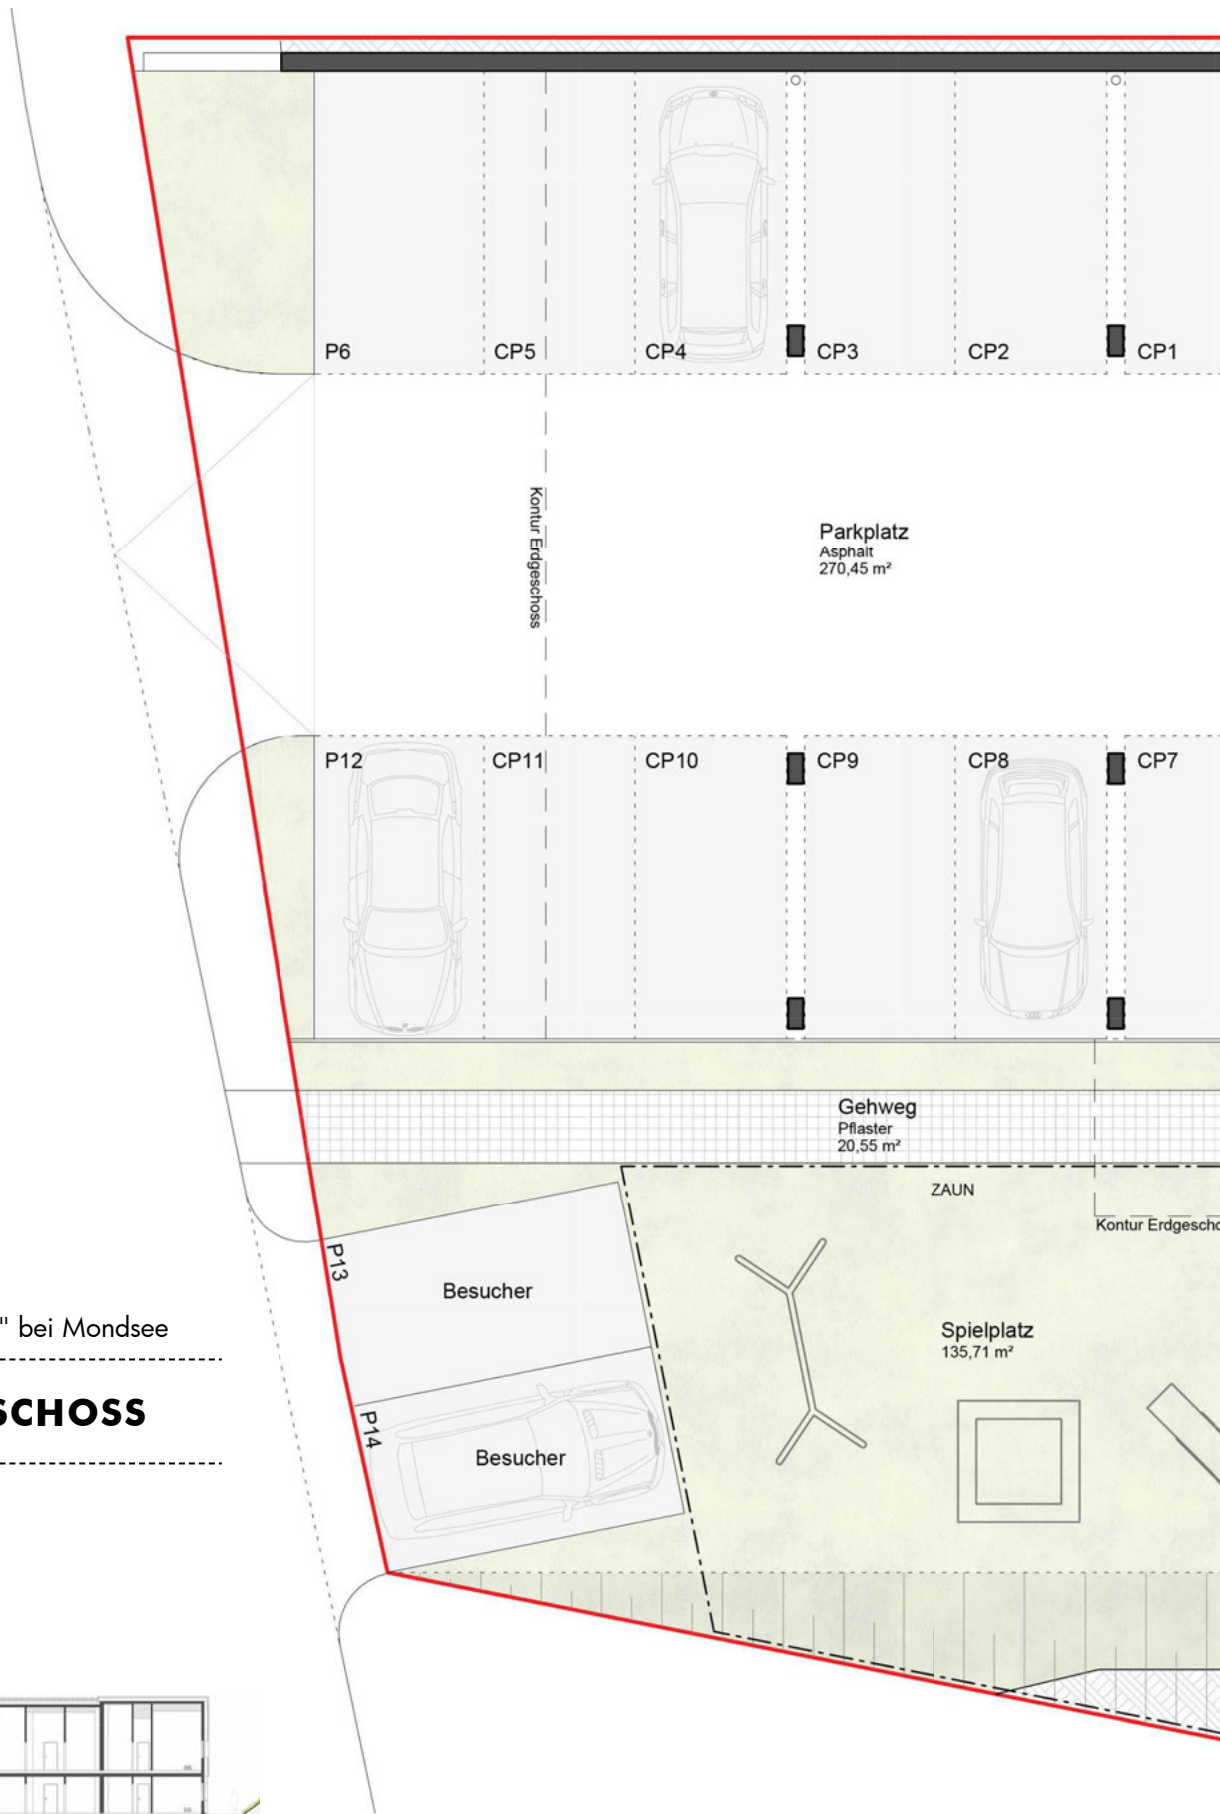 P6
CP5
CP4
CP3
CP2
CP1
Kontur Erdgeschoss
Parkplatz
Asphalt
270,45 m²
P12
CP11
CP10
CP9
CP8
CP7
Gehweg
Pflaster
20,55 m²
ZAUN
Kontur Erdgescho
P13
Besucher
Spielplatz
135,71 m²
P14
Besucher
" bei Mondsee
SCHOSS
OG
EG